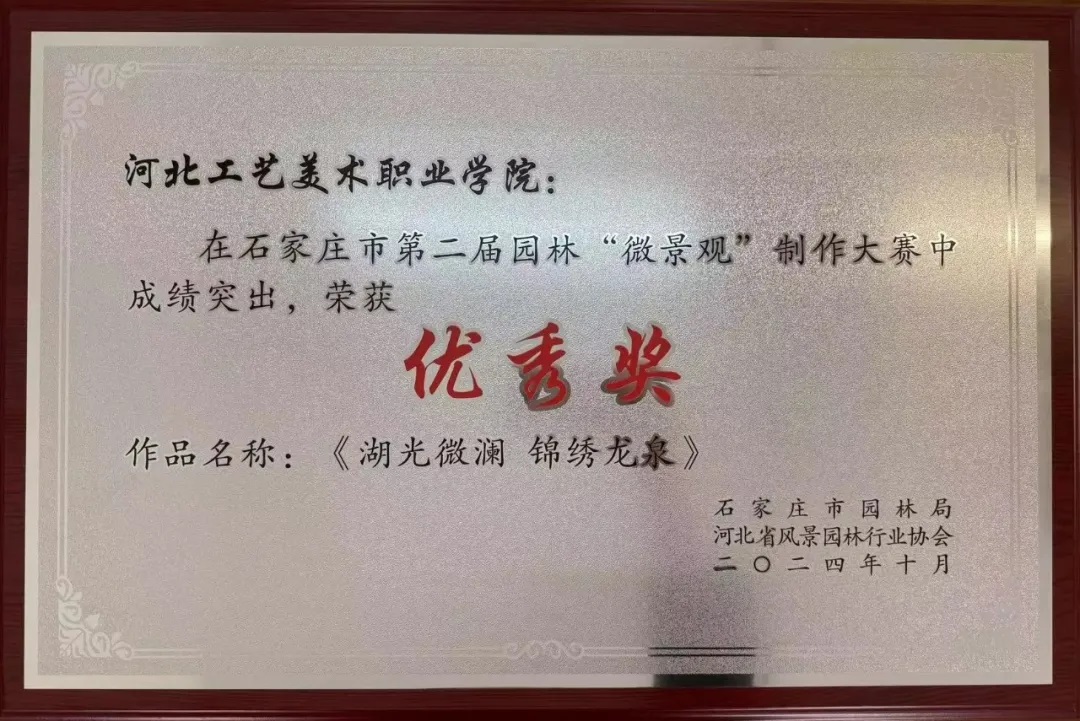 河北工艺美术职业学院：
在石家庄市第二届园林“微景观”制作大赛中
成绩突出，荣获
优秀奖
作品名称：《湖光微澜 锦绣龙泉》
石家庄市园林局
河北省风景园林行业协会
二〇二四年十月